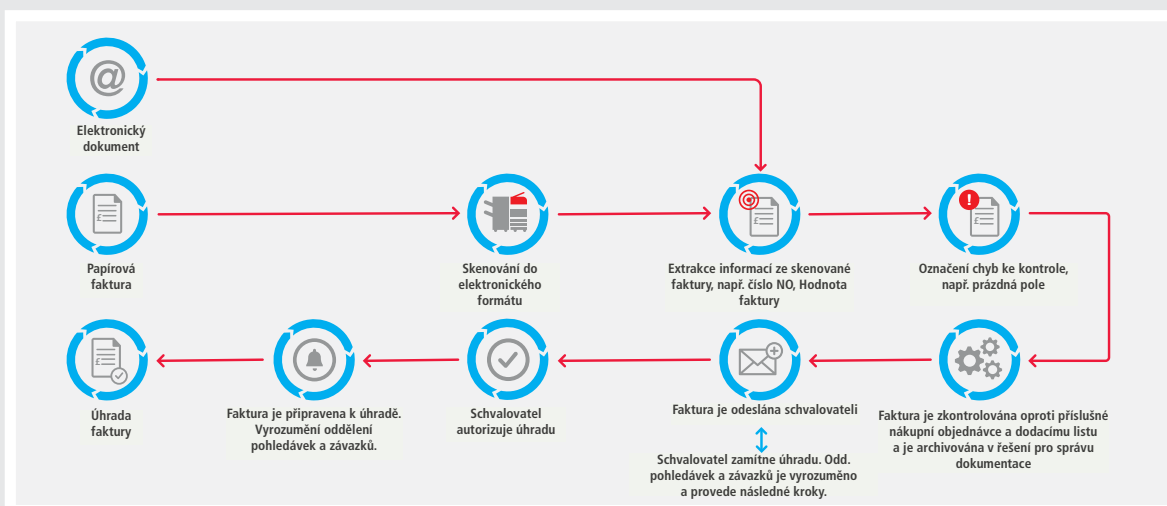 @
Elektronický
dokument
£
Papírová
faktura
Skenování do
elektronického
formátu
£
Extrakce informací ze skenované
faktury, např. číslo NO, Hodnota
faktury
!
£
Označení chyb ke kontrole,
např. prázdná pole
£
Úhrada
faktury
Faktura je připravena k úhradě.
Vyrozumění oddělení
pohledávek a závazků.
Schvalovatel
autorizuje úhradu
Faktura je odeslána schvalovateli
Schvalovatel zamítne úhradu. Odd.
pohledávek a závazků je vyrozuměno
a provede následné kroky.
Faktura je zkontrolována oproti příslušné
nákupní objednávce a dodacímu listu
a je archivována v řešení pro správu
dokumentace